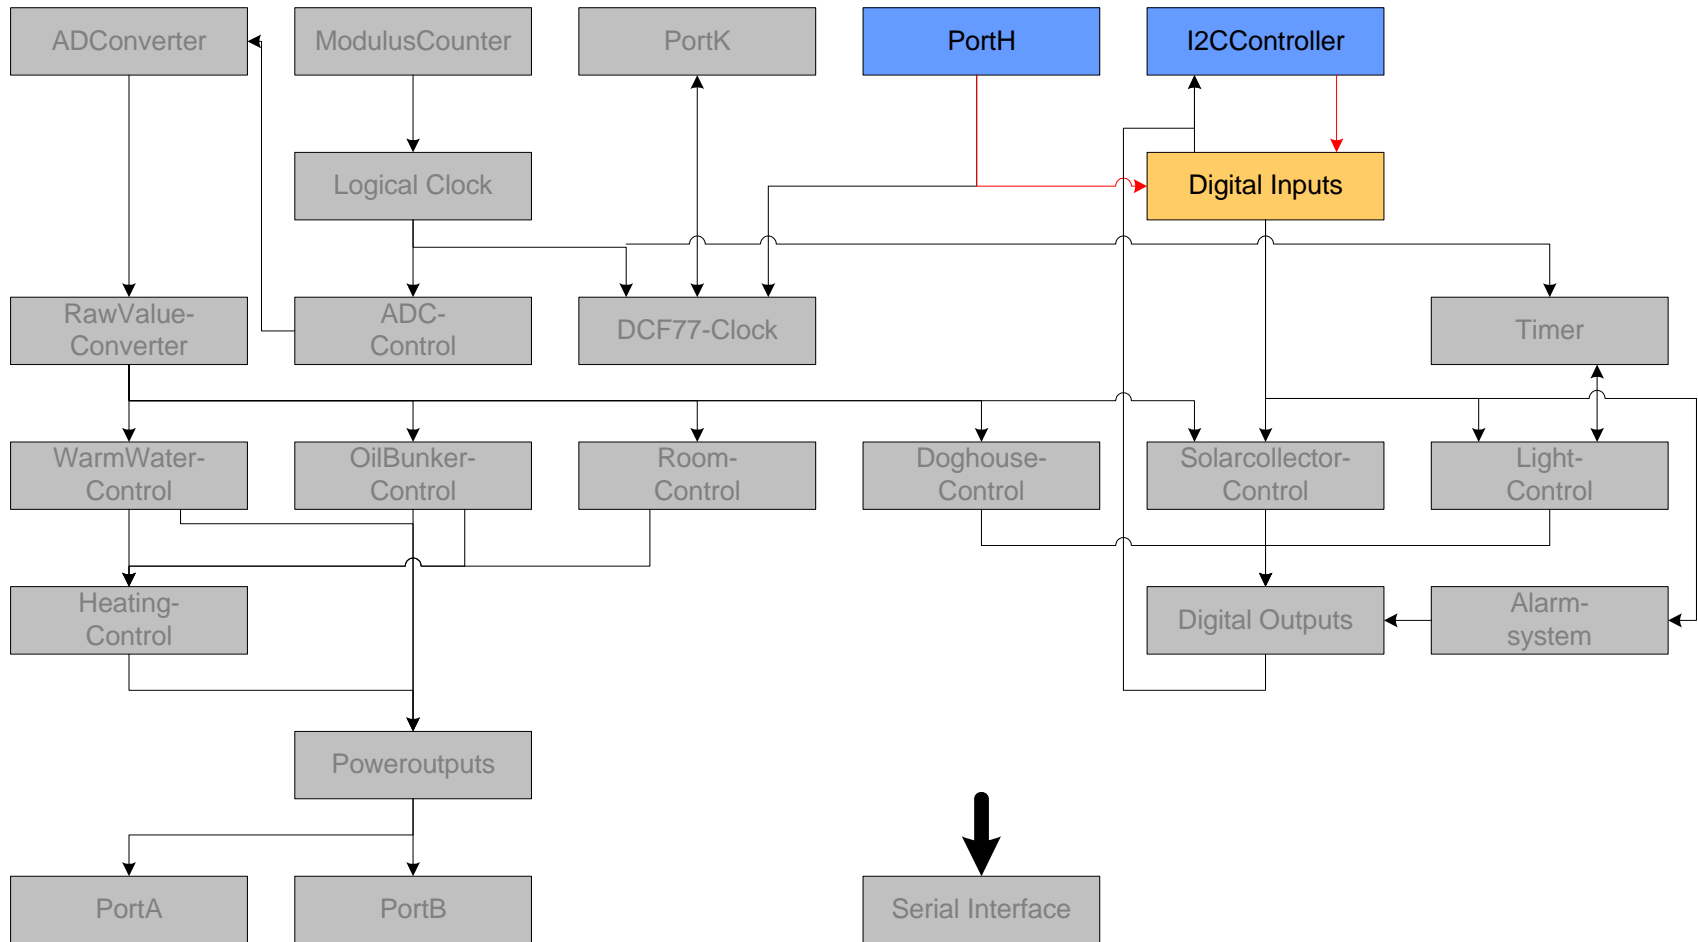 ADConverter
ModulusCounter
PortK
PortH
I2CController
Logical Clock
Digital Inputs
RawValue-
Converter
ADC-
Control
DCF77-Clock
Timer
WarmWater-
Control
OilBunker-
Control
Room-
Control
Doghouse-
Control
Solarcollector-
Control
Light-
Control
Heating-
Control
Digital Outputs
Alarm-
system
Poweroutputs
PortA
PortB
Serial Interface